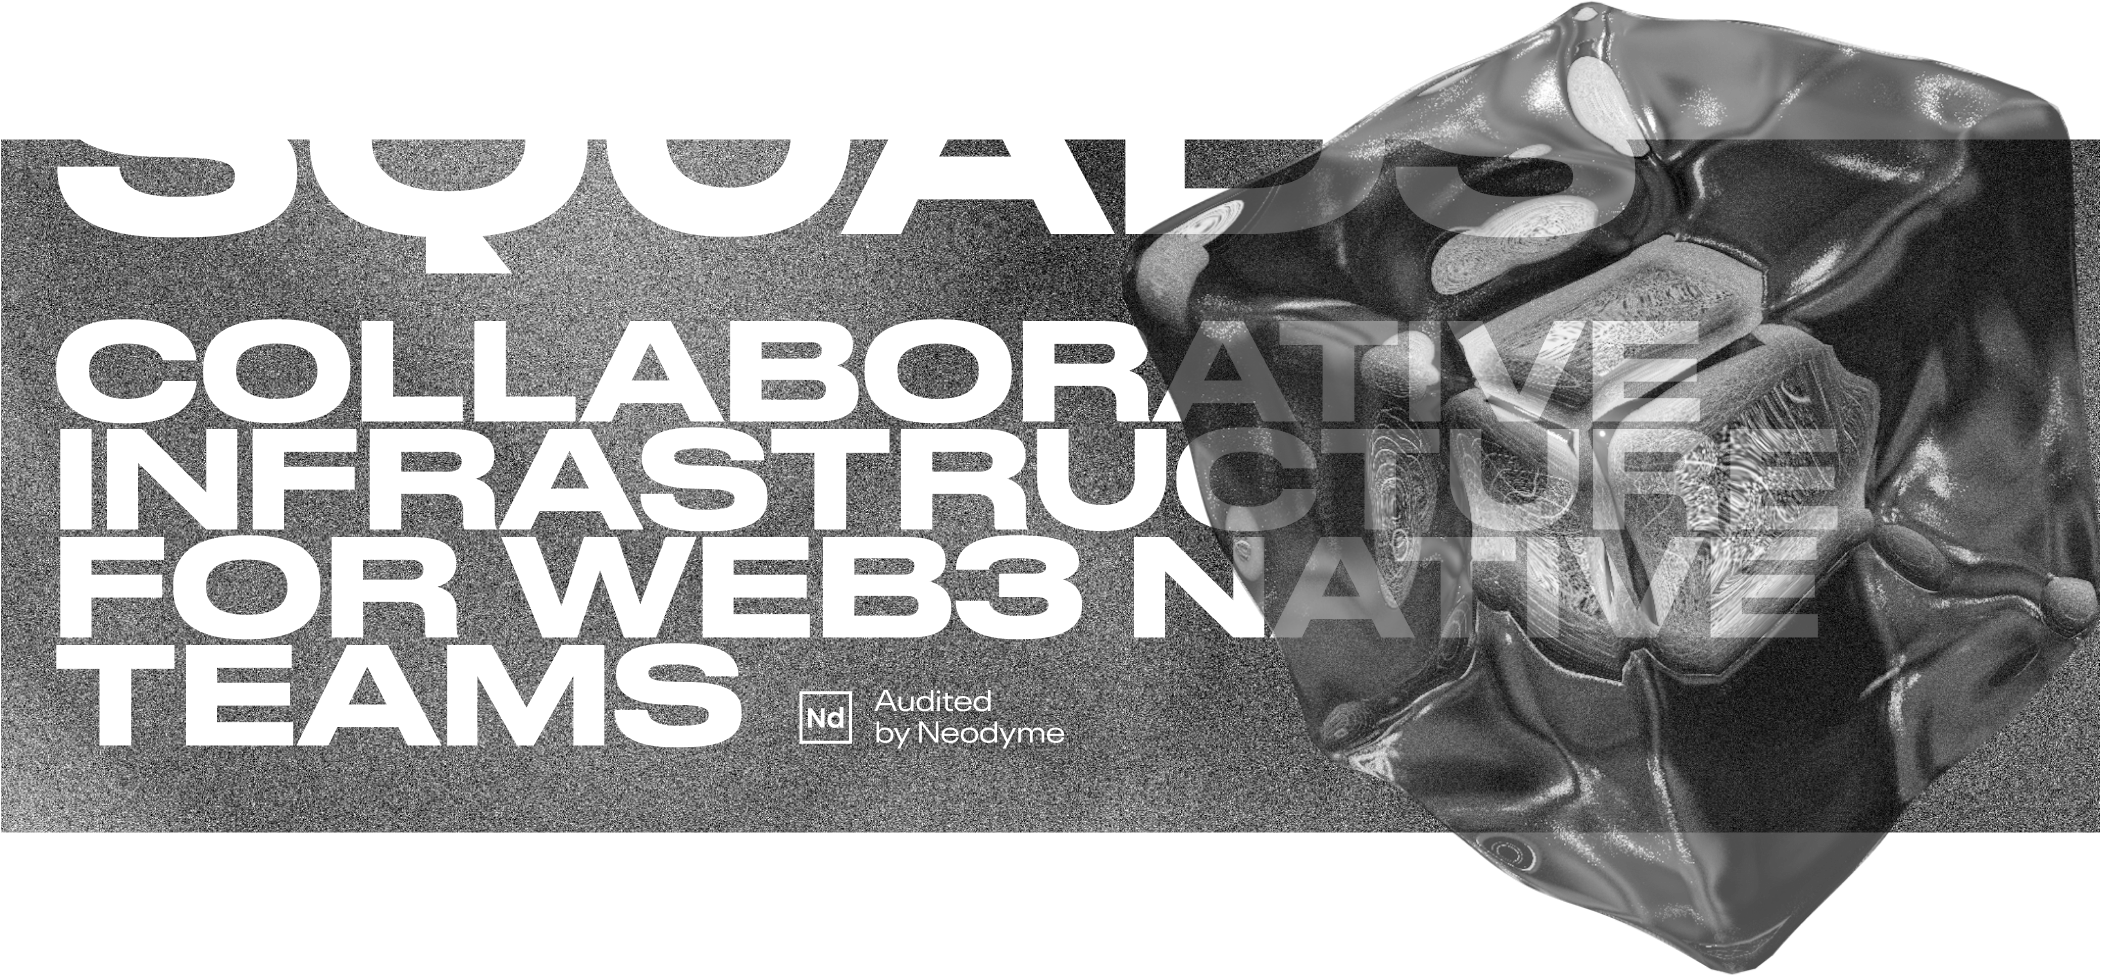 SQUADS
COLLABORATIVE
INFRASTRUCTURE
FOR WEB3 NATIVE
TEAMS
Nd
Audited
by Neodyme